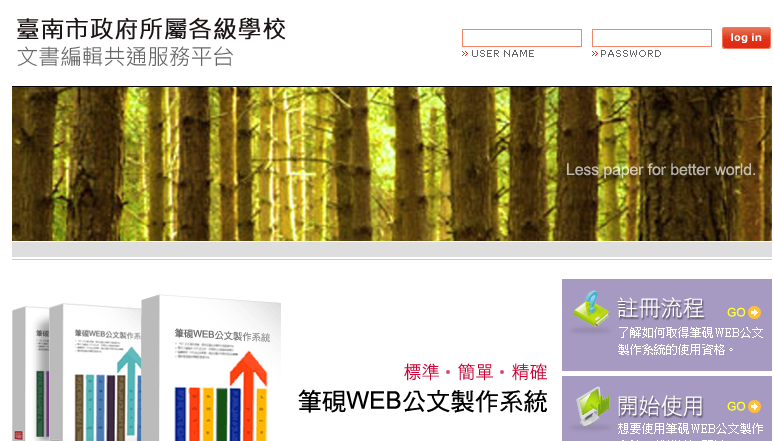 臺南市政府所屬各級學校
文書編輯共通服務平台
USER NAME
PASSWORD
log in
Less paper for better world.
筆硯WEB公文製作系統
筆硯WEB公文製作系統
標準・簡單・精確
筆硯WEB公文製作系統
註冊流程 GO
了解如何取得筆硯WEB公文
製作系統的使用資格。
開始使用 GO
想要使用筆硯WEB公文製作